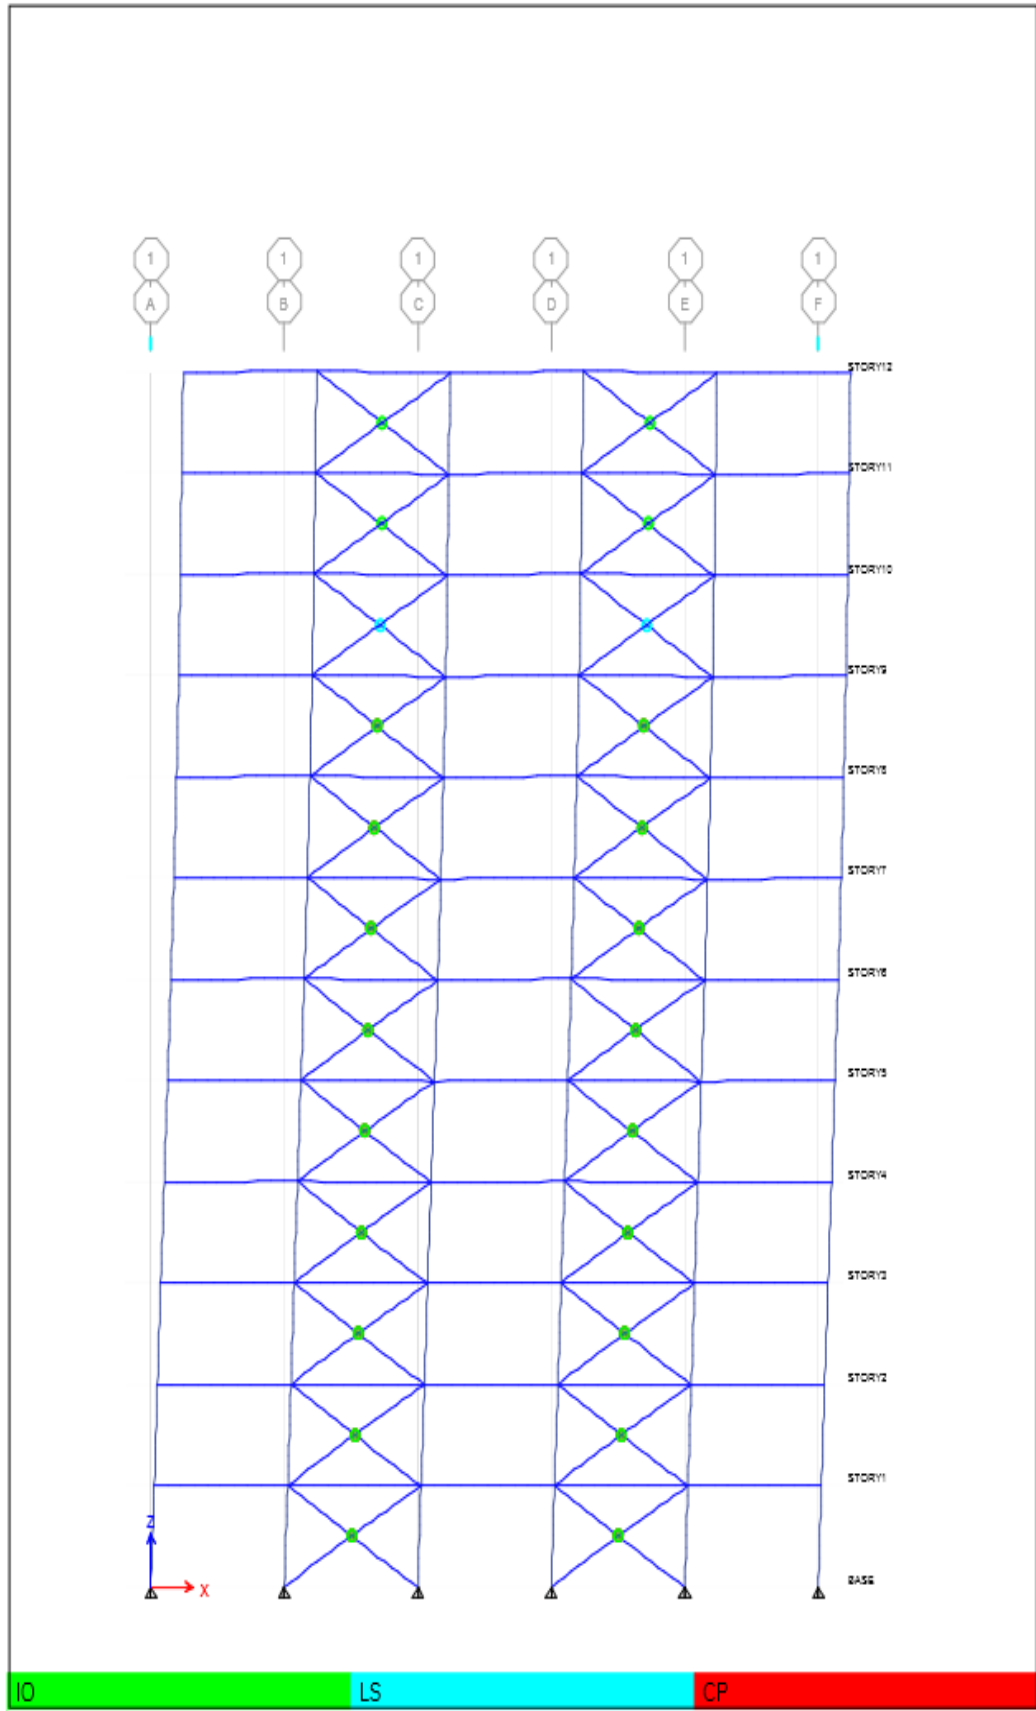 1 1 1 1 1 1
A B C D E F
STORY12
STORY11
STORY10
STORY9
STORY8
STORY7
STORY6
STORY5
STORY4
STORY3
STORY2
STORY1
Z
BASE
X
IO LS CP